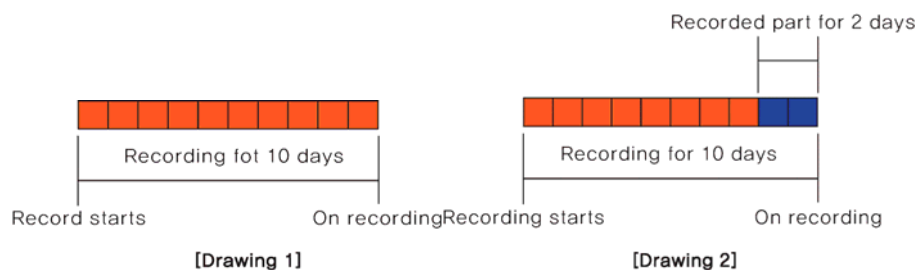 Recorded part for 2 days
Recording fot 10 days
Recording for 10 days
Record starts
On recording
Recording starts
On recording
[Drawing 1]
[Drawing 2]